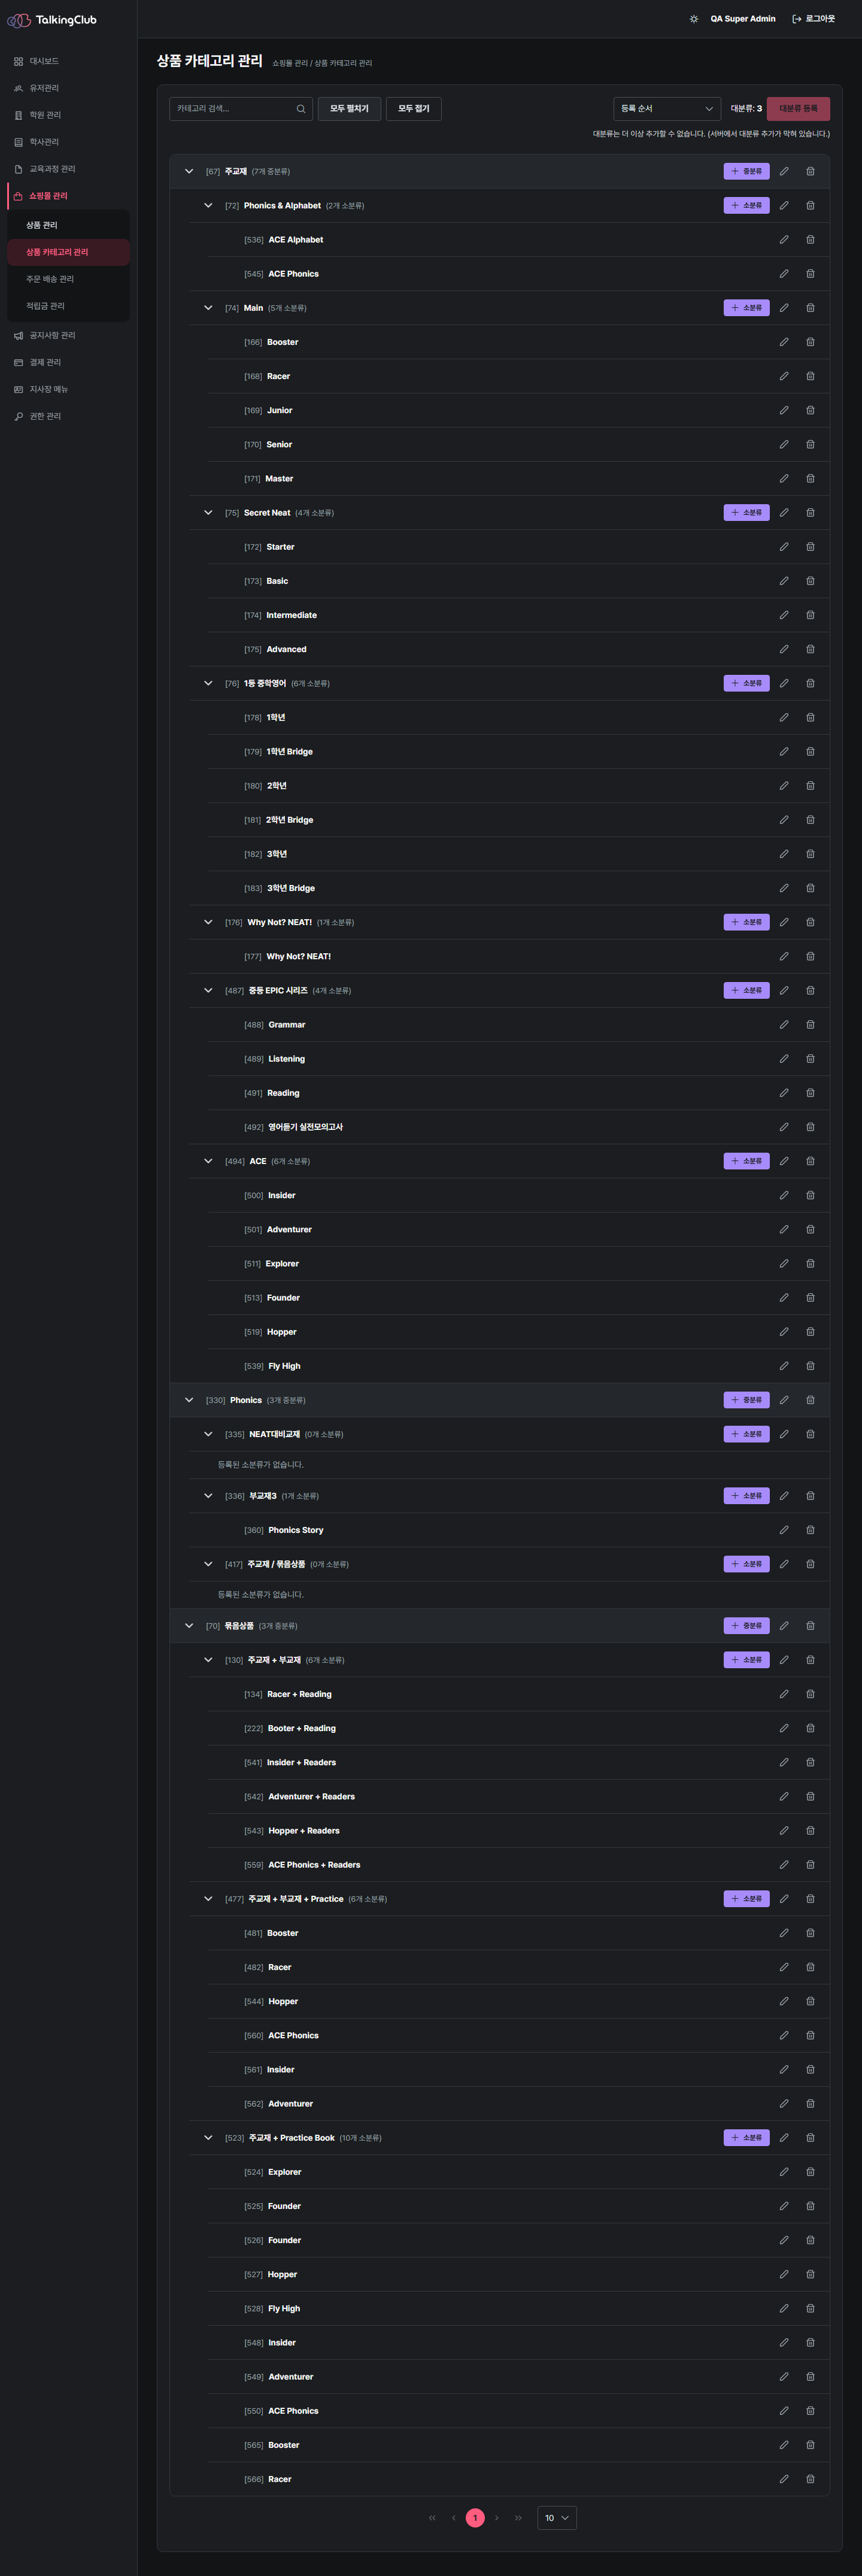 TalkingClub
QA Super Admin
로그아웃
대시보드
유저관리
학원 관리
학사관리
교육과정 관리
쇼핑몰 관리
상품 관리
상품 카테고리 관리
주문 배송 관리
적립금 관리
공지사항 관리
결제 관리
지사장 메뉴
권한 관리
상품 카테고리 관리
쇼핑몰 관리 / 상품 카테고리 관리
카테고리 검색...
모두 펼치기
모두 접기
등록 순서
대분류: 3
대분류 등록
대분류는 더 이상 추가할 수 없습니다. (서버에서 대분류 추가가 막혀 있습니다.)
[67] 주교재 (7개 중분류) + 중분류
[72] Phonics & Alphabet (2개 소분류) + 소분류
[536] ACE Alphabet
[545] ACE Phonics
[74] Main (5개 소분류) + 소분류
[166] Booster
[168] Racer
[169] Junior
[170] Senior
[171] Master
[75] Secret Neat (4개 소분류) + 소분류
[172] Starter
[173] Basic
[174] Intermediate
[175] Advanced
[76] 1등 중학영어 (6개 소분류) + 소분류
[178] 1학년
[179] 1학년 Bridge
[180] 2학년
[181] 2학년 Bridge
[182] 3학년
[183] 3학년 Bridge
[176] Why Not? NEAT! (1개 소분류) + 소분류
[177] Why Not? NEAT!
[487] 중등 EPIC 시리즈 (4개 소분류) + 소분류
[488] Grammar
[489] Listening
[491] Reading
[492] 영어듣기 실전모의고사
[494] ACE (6개 소분류) + 소분류
[500] Insider
[501] Adventurer
[511] Explorer
[513] Founder
[519] Hopper
[539] Fly High
[330] Phonics (3개 중분류) + 중분류
[335] NEAT대비교재 (0개 소분류) + 소분류
등록된 소분류가 없습니다.
[336] 부교재3 (1개 소분류) + 소분류
[360] Phonics Story
[417] 주교재 / 묶음상품 (0개 소분류) + 소분류
등록된 소분류가 없습니다.
[70] 묶음상품 (3개 중분류) + 중분류
[130] 주교재 + 부교재 (6개 소분류) + 소분류
[134] Racer + Reading
[222] Booter + Reading
[541] Insider + Readers
[542] Adventurer + Readers
[543] Hopper + Readers
[559] ACE Phonics + Readers
[477] 주교재 + 부교재 + Practice (6개 소분류) + 소분류
[481] Booster
[482] Racer
[544] Hopper
[560] ACE Phonics
[561] Insider
[562] Adventurer
[523] 주교재 + Practice Book (10개 소분류) + 소분류
[524] Explorer
[525] Founder
[526] Founder
[527] Hopper
[528] Fly High
[548] Insider
[549] Adventurer
[550] ACE Phonics
[565] Booster
[566] Racer
1
10